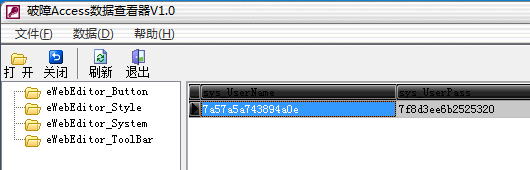 破障Access数据查看器V1.0
文件(F) 数据(D) 帮助(H)
打 开 关闭 刷新 退出
eWebEditor_Button
eWebEditor_Style
eWebEditor_System
eWebEditor_ToolBar
sys_UserName sys_UserPass
7a57a5a743894a0e 7f8d3ee6b2525320